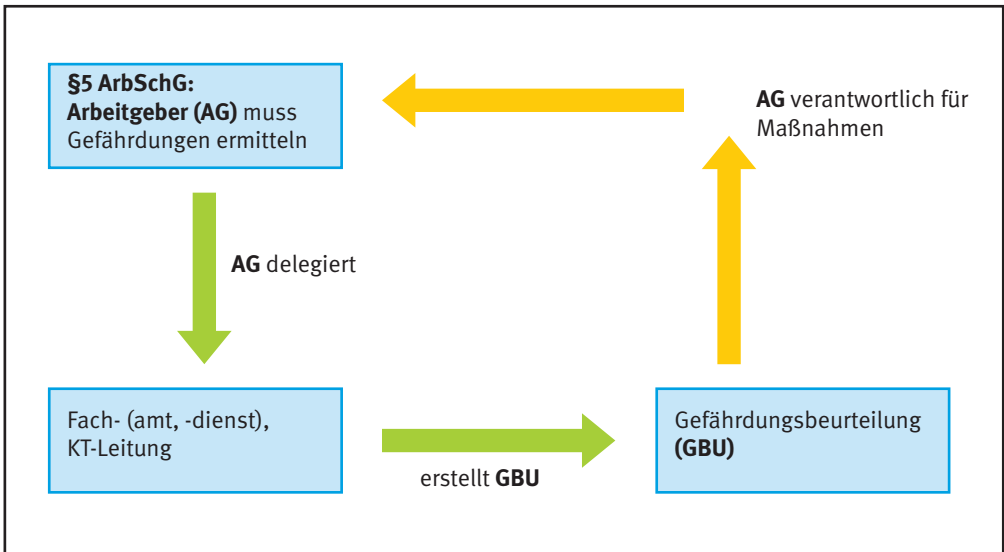 §5 ArbSchG:
Arbeitgeber (AG) muss
Gefährdungen ermitteln
AG verantwortlich für
Maßnahmen
AG delegiert
Fach- (amt, -dienst),
KT-Leitung
erstellt GBU
Gefährdungsbeurteilung
(GBU)